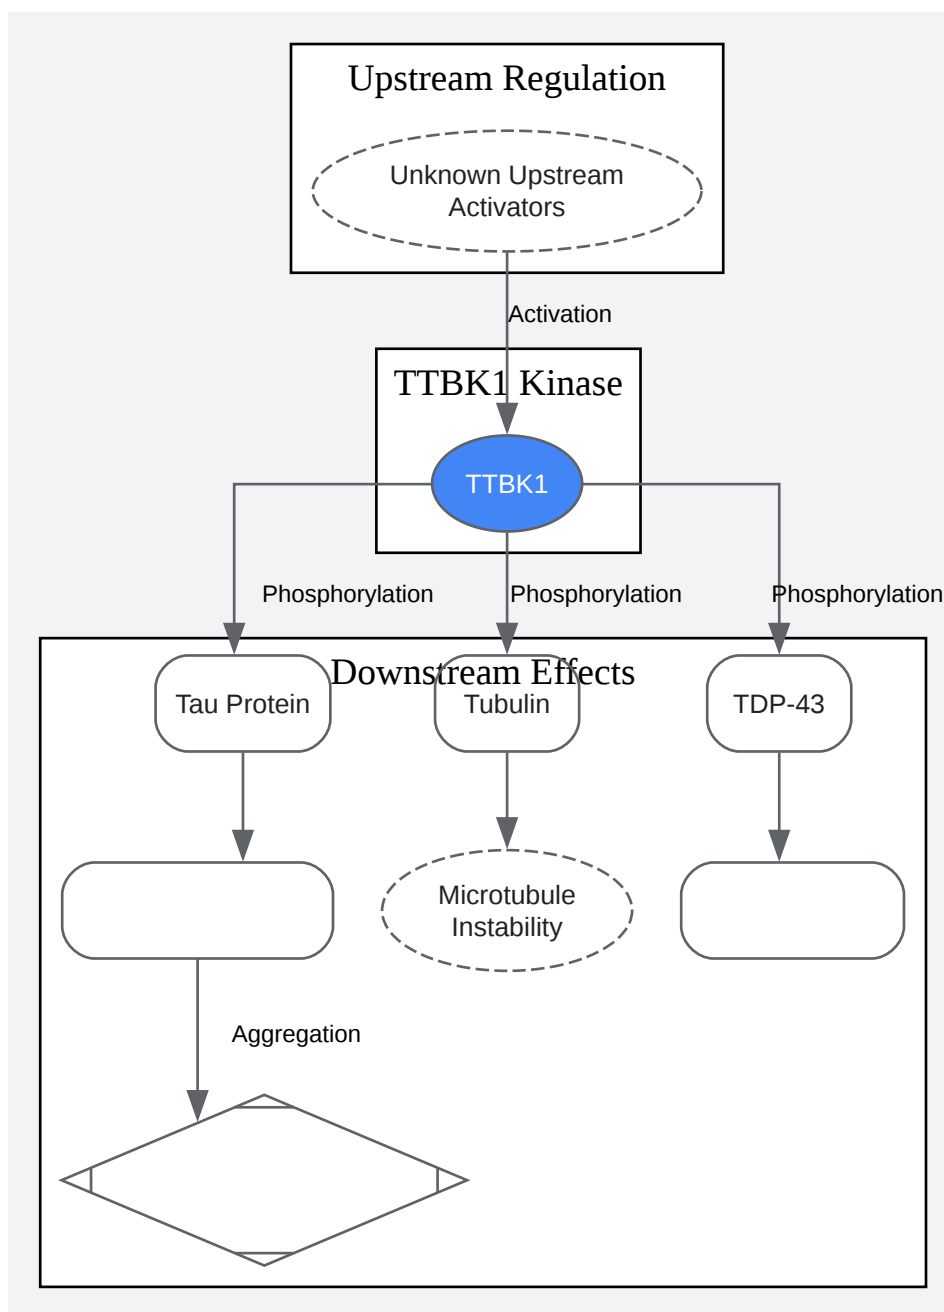 Upstream Regulation
Unknown Upstream
Activators
Activation
TTBK1 Kinase
TTBK1
Phosphorylation
Phosphorylation
Phosphorylation
Downstream Effects
Tau Protein
Tubulin
TDP-43
Microtubule
Instability
Aggregation